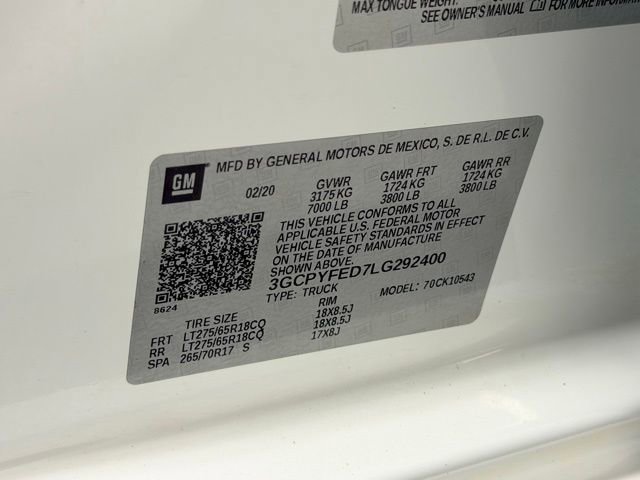 MAX TONGUE WEIGHT:
SEE OWNER'S MANUAL FOR MORE INFORMA
GM
MFD BY GENERAL MOTORS DE MEXICO, S. DE R.L. DE C.V.
02/20 GVWR GAWR FRT GAWR RR
3175 KG 1724 KG 1724 KG
7000 LB 3800 LB 3800 LB
THIS VEHICLE CONFORMS TO ALL
APPLICABLE U.S. FEDERAL MOTOR
VEHICLE SAFETY STANDARDS IN EFFECT
ON THE DATE OF MANUFACTURE
SHOWN ABOVE.
3GCPYFED7LG292400
8624 TYPE: TRUCK MODEL: 70CK10543
TIRE SIZE RIM
FRT LT275/65R18CQ 18X8.5J
RR LT275/65R18CQ 18X8.5J
SPA 265/70R17 S 17X8J